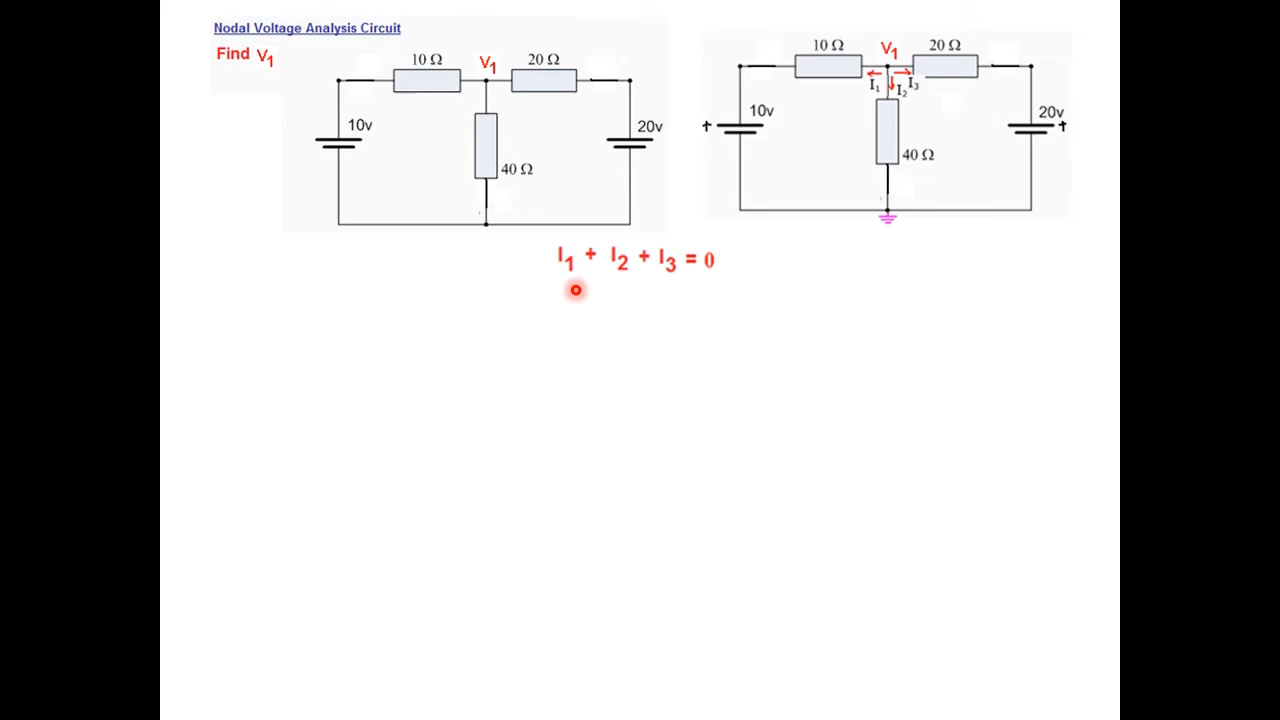 Nodal Voltage Analysis Circuit
Find V1
10 Ω
V1
20 Ω
10v
20v
40 Ω
10 Ω
V1
20 Ω
I1
I2
I3
+
10v
20v
+
40 Ω
I1 + I2 + I3 = 0